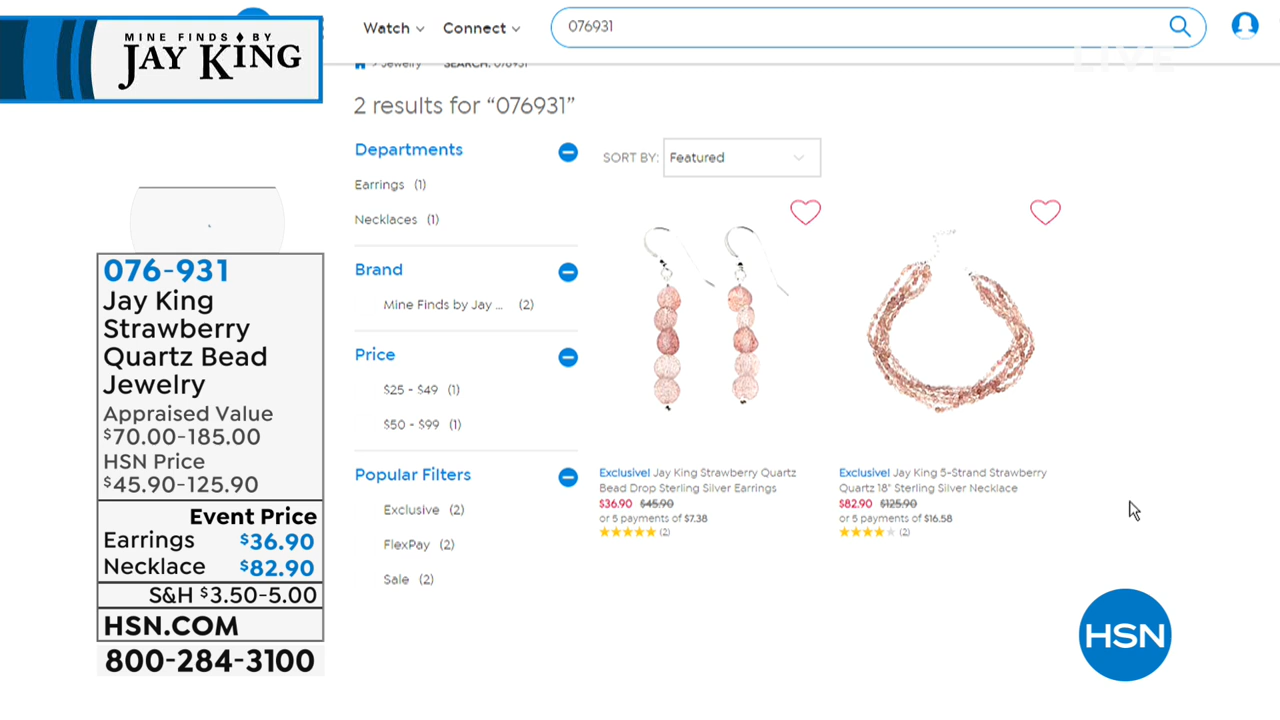 MINE FINDS BY
JAY KING
Watch
Connect
076931
LIVE
Jewelry SEARCH: 076931
2 results for “076931”
Departments
Earrings (1)
Necklaces (1)
Brand
Mine Finds by Jay ... (2)
Price
$25 - $49 (1)
$50 - $99 (1)
Popular Filters
Exclusive (2)
FlexPay (2)
Sale (2)
SORT BY: Featured
Exclusive! Jay King Strawberry Quartz
Bead Drop Sterling Silver Earrings
$36.90 $45.90
or 5 payments of $7.38
(2)
Exclusive! Jay King 5-Strand Strawberry
Quartz 18" Sterling Silver Necklace
$82.90 $125.90
or 5 payments of $16.58
(2)
076-931
Jay King
Strawberry
Quartz Bead
Jewelry
Appraised Value
$70.00-185.00
HSN Price
$45.90-125.90
Event Price
Earrings $36.90
Necklace $82.90
S&H $3.50-5.00
HSN.COM
800-284-3100
HSN